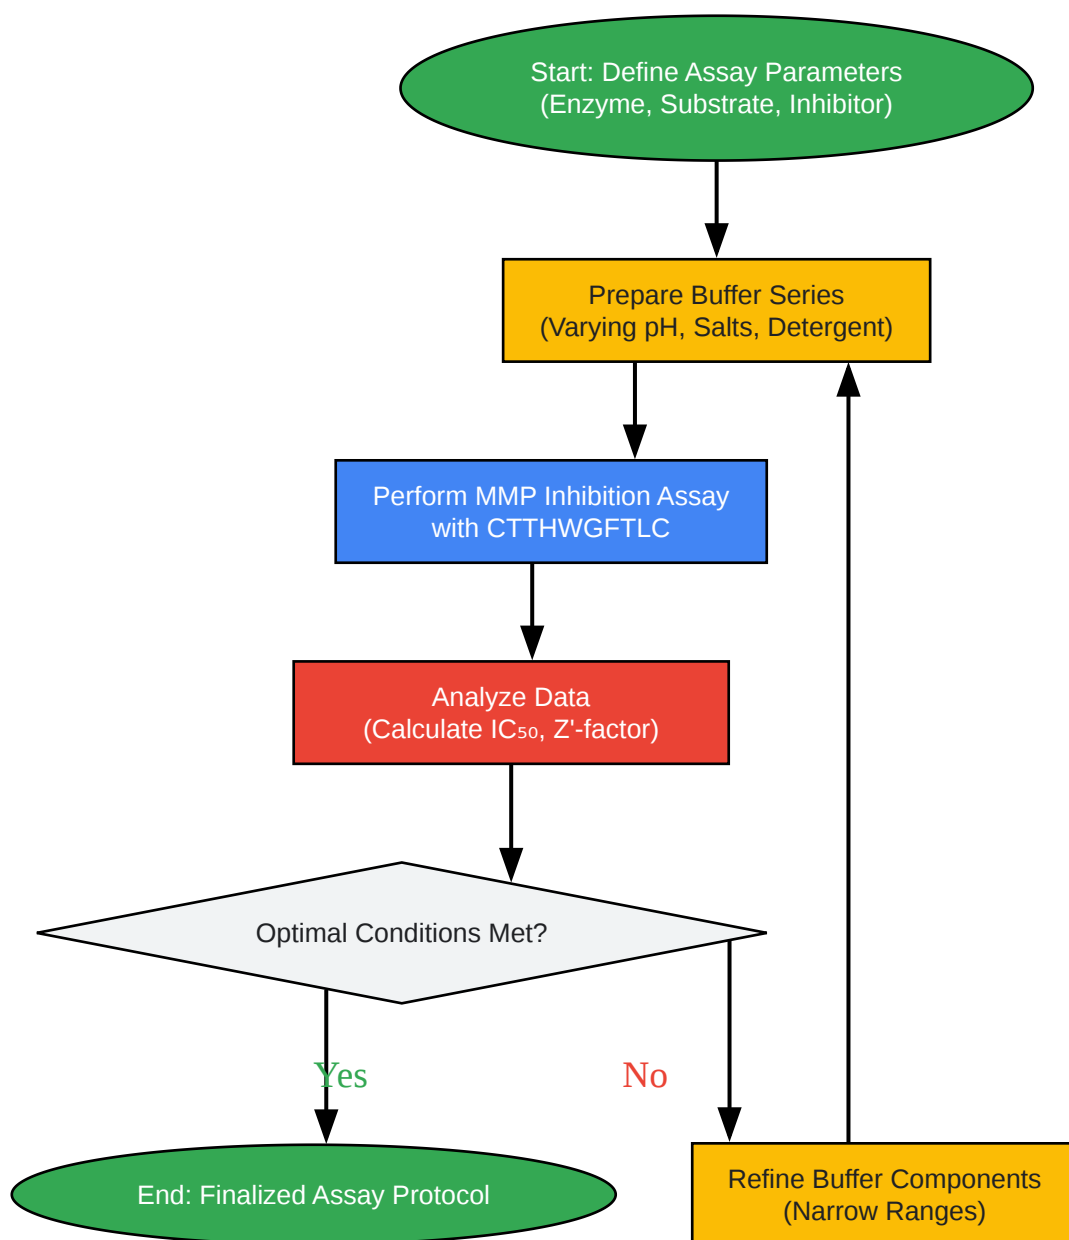 Start: Define Assay Parameters
(Enzyme, Substrate, Inhibitor)
Prepare Buffer Series
(Varying pH, Salts, Detergent)
Perform MMP Inhibition Assay
with CTTHWGFTLC
Analyze Data
(Calculate IC₅₀, Z'-factor)
Optimal Conditions Met?
Yes
No
End: Finalized Assay Protocol
Refine Buffer Components
(Narrow Ranges)